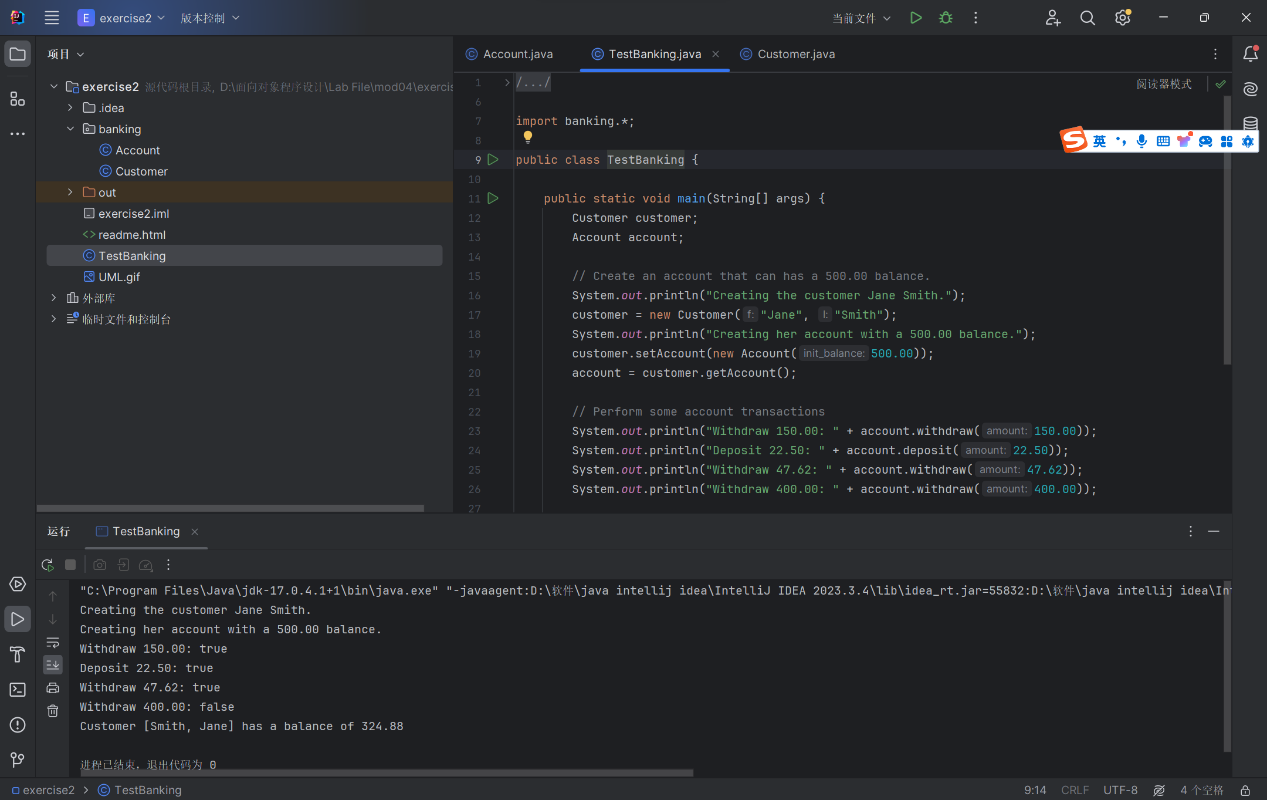 E exercise2 版本控制 当前文件
项目
exercise2 源代码根目录, D:\面向对象程序设计\Lab File\mod04\exercis
.idea
banking
Account
Customer
out
exercise2.iml
readme.html
TestBanking
UML.gif
外部库
临时文件和控制台
Account.java TestBanking.java Customer.java
阅读器模式
英
1 /.../
6
7 import banking.*;
8
9 public class TestBanking {
10
11 public static void main(String[] args) {
12 Customer customer;
13 Account account;
14
15 // Create an account that can has a 500.00 balance.
16 System.out.println("Creating the customer Jane Smith.");
17 customer = new Customer( f: "Jane", l: "Smith");
18 System.out.println("Creating her account with a 500.00 balance.");
19 customer.setAccount(new Account( init_balance: 500.00));
20 account = customer.getAccount();
21
22 // Perform some account transactions
23 System.out.println("Withdraw 150.00: " + account.withdraw( amount: 150.00));
24 System.out.println("Deposit 22.50: " + account.deposit( amount: 22.50));
25 System.out.println("Withdraw 47.62: " + account.withdraw( amount: 47.62));
26 System.out.println("Withdraw 400.00: " + account.withdraw( amount: 400.00));
27
运行 TestBanking
"C:\Program Files\Java\jdk-17.0.4.1+1\bin\java.exe" "-javaagent:D:\软件\java intellij idea\IntelliJ IDEA 2023.3.4\lib\idea_rt.jar=55832:D:\软件\java intellij idea\Int
Creating the customer Jane Smith.
Creating her account with a 500.00 balance.
Withdraw 150.00: true
Deposit 22.50: true
Withdraw 47.62: true
Withdraw 400.00: false
Customer [Smith, Jane] has a balance of 324.88
进程已结束，退出代码为 0
exercise2 > TestBanking 9:14 CRLF UTF-8 4 个空格